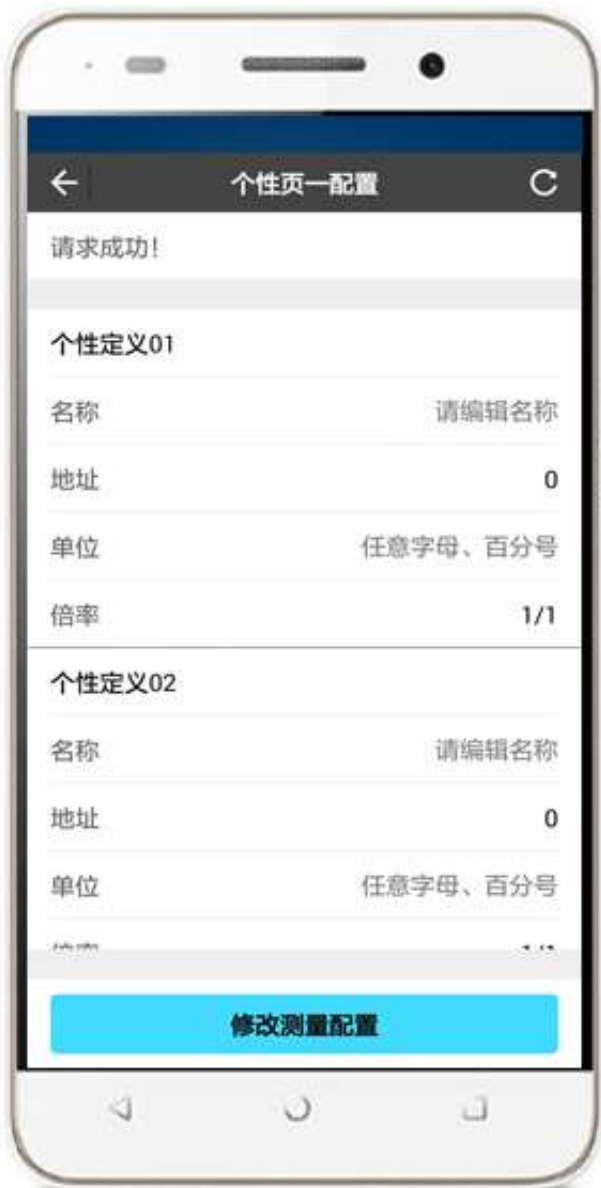 个性页一配置
请求成功!
个性定义01
名称 请编辑名称
地址 0
单位 任意字母、百分号
倍率 1/1
个性定义02
名称 请编辑名称
地址 0
单位 任意字母、百分号
修改测量配置